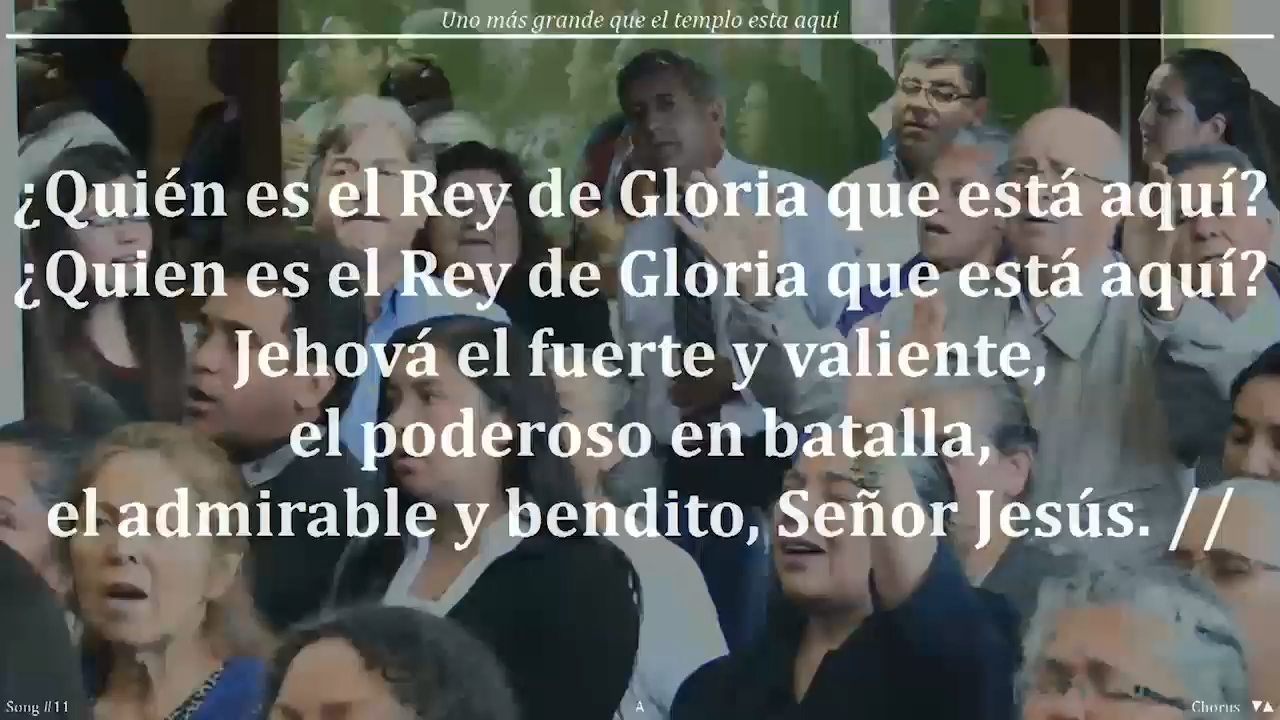 Uno más grande que el templo esta aquí
¿Quién es el Rey de Gloria que está aquí?
¿Quien es el Rey de Gloria que está aquí?
Jehová el fuerte y valiente,
el poderoso en batalla,
el admirable y bendito, Señor Jesús. //
Song #11
A
Chorus ▼▲